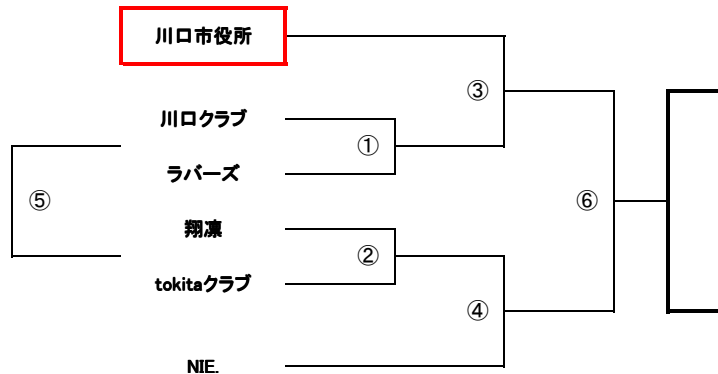 川口市役所
③
川口クラブ
①
ラバーズ
⑤
⑥
翔凜
②
tokitaクラブ
④
NIE.